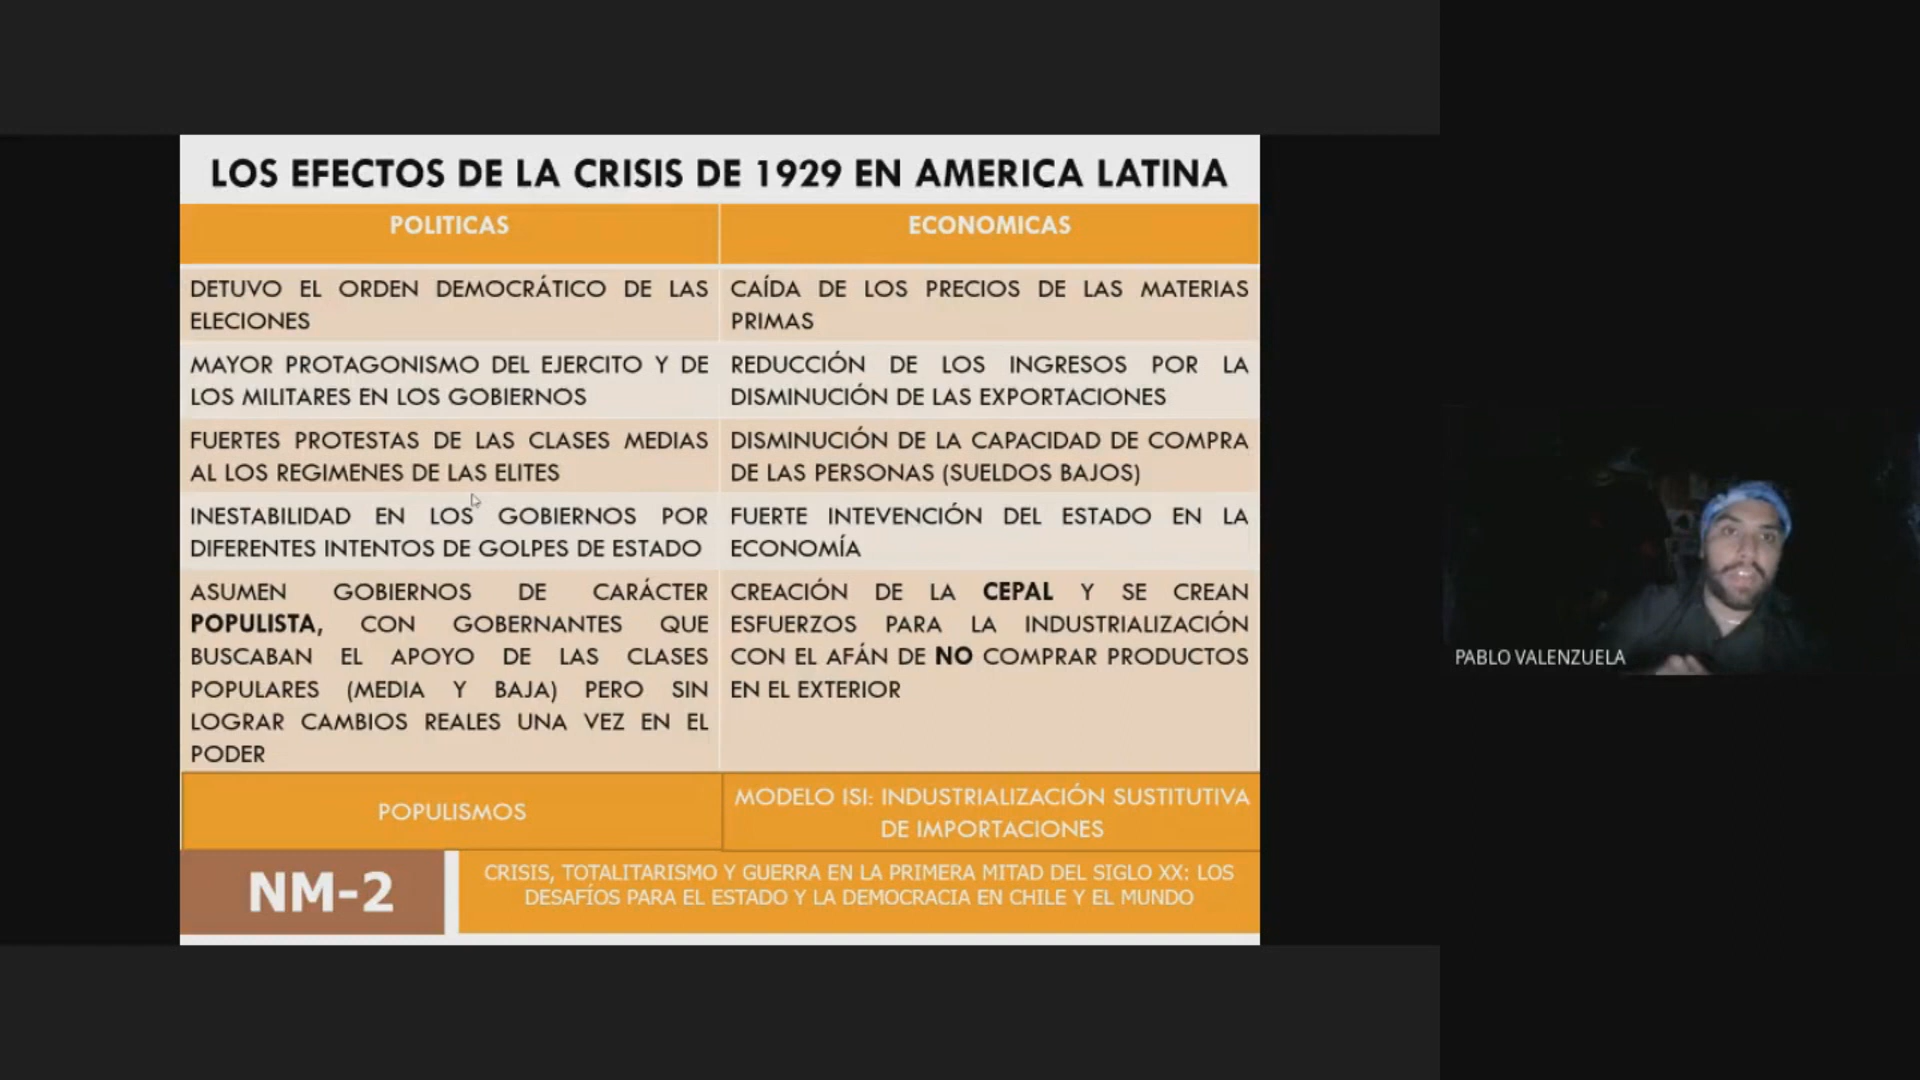 LOS EFECTOS DE LA CRISIS DE 1929 EN AMERICA LATINA
POLITICAS
ECONOMICAS
DETUVO EL ORDEN DEMOCRÁTICO DE LAS
ELECIONES
CAÍDA DE LOS PRECIOS DE LAS MATERIAS
PRIMAS
MAYOR PROTAGONISMO DEL EJERCITO Y DE
LOS MILITARES EN LOS GOBIERNOS
REDUCCIÓN DE LOS INGRESOS POR LA
DISMINUCIÓN DE LAS EXPORTACIONES
FUERTES PROTESTAS DE LAS CLASES MEDIAS
AL LOS REGIMENES DE LAS ELITES
DISMINUCIÓN DE LA CAPACIDAD DE COMPRA
DE LAS PERSONAS (SUELDOS BAJOS)
INESTABILIDAD EN LOS GOBIERNOS POR
DIFERENTES INTENTOS DE GOLPES DE ESTADO
FUERTE INTEVENCIÓN DEL ESTADO EN LA
ECONOMÍA
ASUMEN GOBIERNOS DE CARÁCTER
POPULISTA, CON GOBERNANTES QUE
BUSCABAN EL APOYO DE LAS CLASES
POPULARES (MEDIA Y BAJA) PERO SIN
LOGRAR CAMBIOS REALES UNA VEZ EN EL
PODER
CREACIÓN DE LA CEPAL Y SE CREAN
ESFUERZOS PARA LA INDUSTRIALIZACIÓN
CON EL AFÁN DE NO COMPRAR PRODUCTOS
EN EL EXTERIOR
POPULISMOS
MODELO ISI: INDUSTRIALIZACIÓN SUSTITUTIVA
DE IMPORTACIONES
NM-2
CRISIS, TOTALITARISMO Y GUERRA EN LA PRIMERA MITAD DEL SIGLO XX: LOS
DESAFÍOS PARA EL ESTADO Y LA DEMOCRACIA EN CHILE Y EL MUNDO
PABLO VALENZUELA